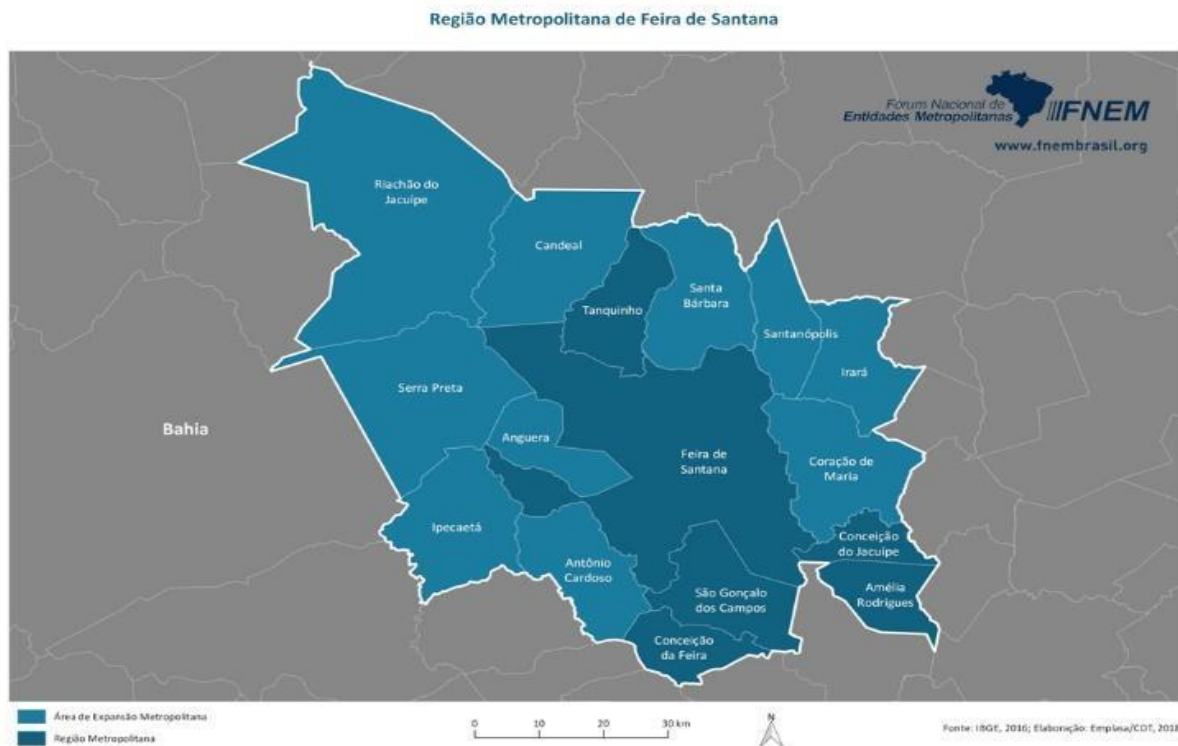 Região Metropolitana de Feira de Santana
Fórum Nacional de
Entidades Metropolitanas
FNEM
www.fnembrasil.org
Riachão do
Jacuípe
Candeal
Tanquinho
Santa
Bárbara
Santanópolis
Irará
Serra Preta
Bahia
Anguera
Feira de
Santana
Coração de
Maria
Ipecaetá
Antônio
Cardoso
Conceição
do Jacuípe
São Gonçalo
dos Campos
Amélia
Rodrigues
Conceição
da Feira
Área de Expansão Metropolitana
Região Metropolitana
0 10 20 30 km
N
Fonte: IBGE, 2016; Elaboração: Emplasa/CDT, 2018